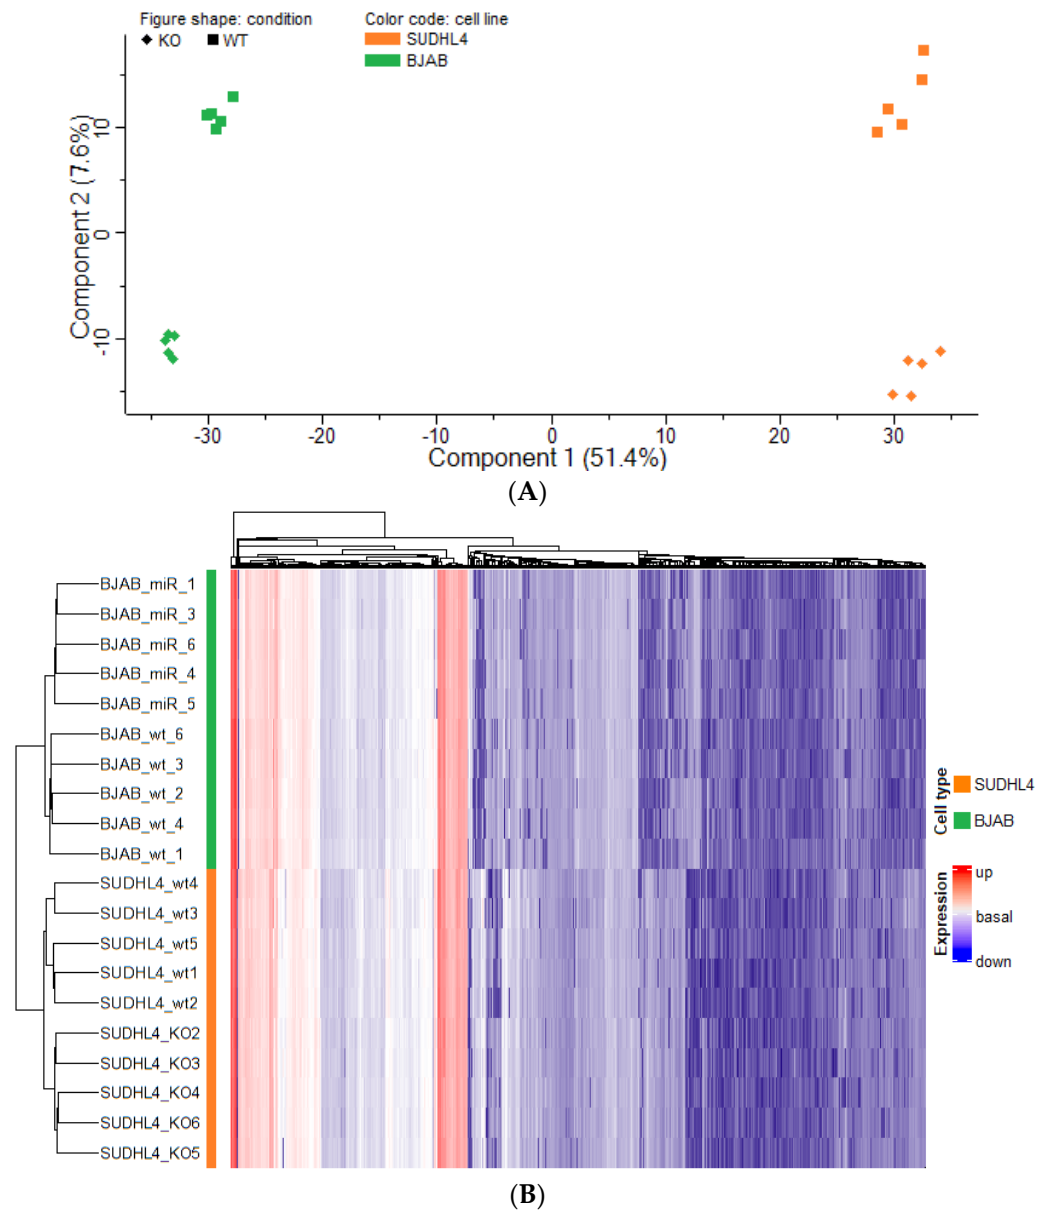 Figure shape: condition
Color code: cell line
KO
WT
SUDHL4
BJAB
Component 2 (7.6%)
10
0
-10
-30
-20
-10
0
10
20
30
Component 1 (51.4%)
(A)
BJAB_miR_1
BJAB_miR_3
BJAB_miR_6
BJAB_miR_4
BJAB_miR_5
BJAB_wt_6
BJAB_wt_3
BJAB_wt_2
BJAB_wt_4
BJAB_wt_1
SUDHL4_wt4
SUDHL4_wt3
SUDHL4_wt5
SUDHL4_wt1
SUDHL4_wt2
SUDHL4_KO2
SUDHL4_KO3
SUDHL4_KO4
SUDHL4_KO6
SUDHL4_KO5
Cell type
SUDHL4
BJAB
Expression
up
basal
down
(B)